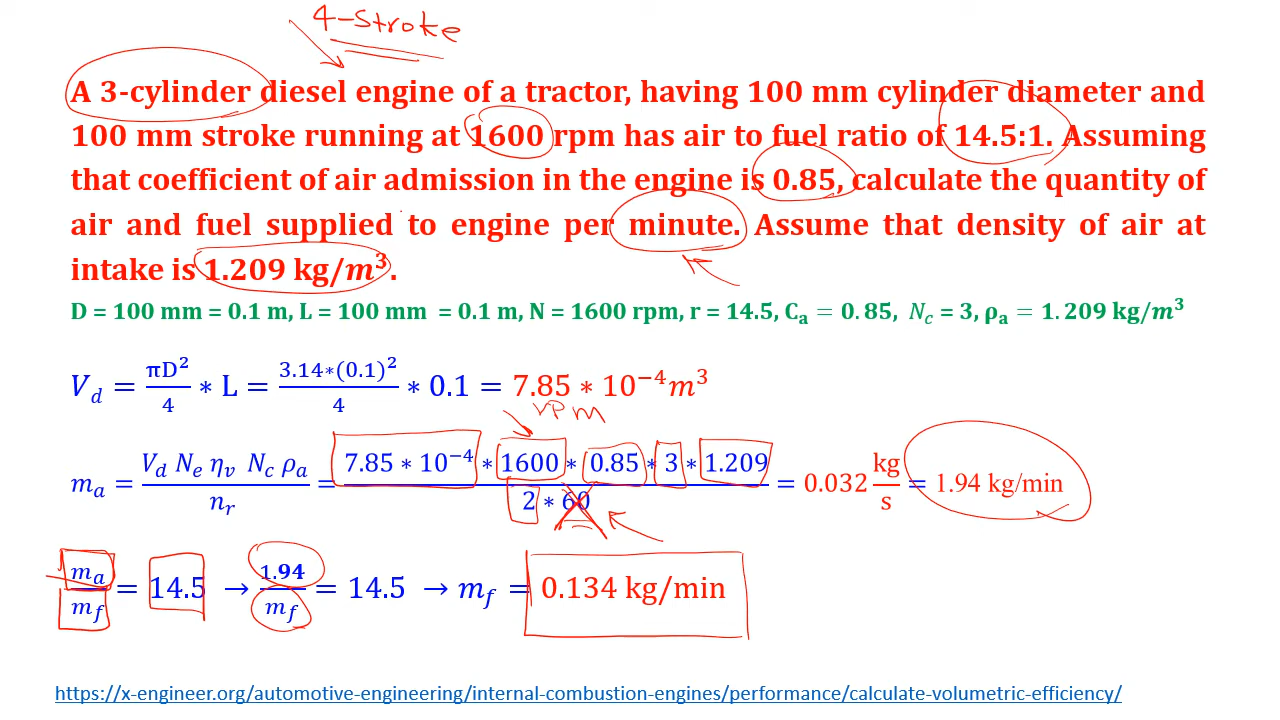 4-Stroke
A 3-cylinder diesel engine of a tractor, having 100 mm cylinder diameter and
100 mm stroke running at 1600 rpm has air to fuel ratio of 14.5:1. Assuming
that coefficient of air admission in the engine is 0.85, calculate the quantity of
air and fuel supplied to engine per minute. Assume that density of air at
intake is 1.209 kg/m³.
D = 100 mm = 0.1 m, L = 100 mm = 0.1 m, N = 1600 rpm, r = 14.5, Cₐ = 0.85, N_c = 3, ρₐ = 1.209 kg/m³
V_d = πD²/4 * L = 3.14*(0.1)²/4 * 0.1 = 7.85 * 10⁻⁴m³
rpm
mₐ = V_d N_e η_v N_c ρₐ / n_r = 7.85 * 10⁻⁴ * 1600 * 0.85 * 3 * 1.209 / 2 * 60 = 0.032 kg/s = 1.94 kg/min
mₐ/m_f = 14.5 → 1.94/m_f = 14.5 → m_f = 0.134 kg/min
https://x-engineer.org/automotive-engineering/internal-combustion-engines/performance/calculate-volumetric-efficiency/